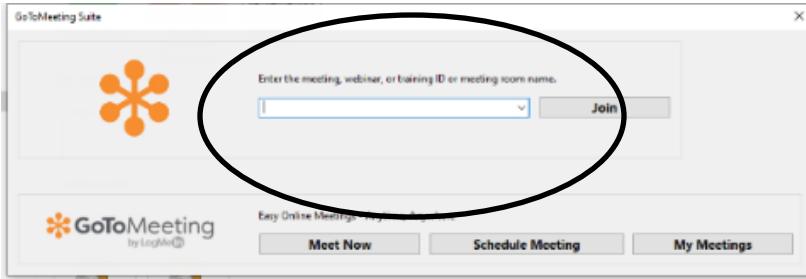 GoToMeeting Suite
Enter the meeting, webinar, or training ID or meeting room name.
Join
GoToMeeting
by LogMeIn
Easy Online Meetings
Meet Now
Schedule Meeting
My Meetings